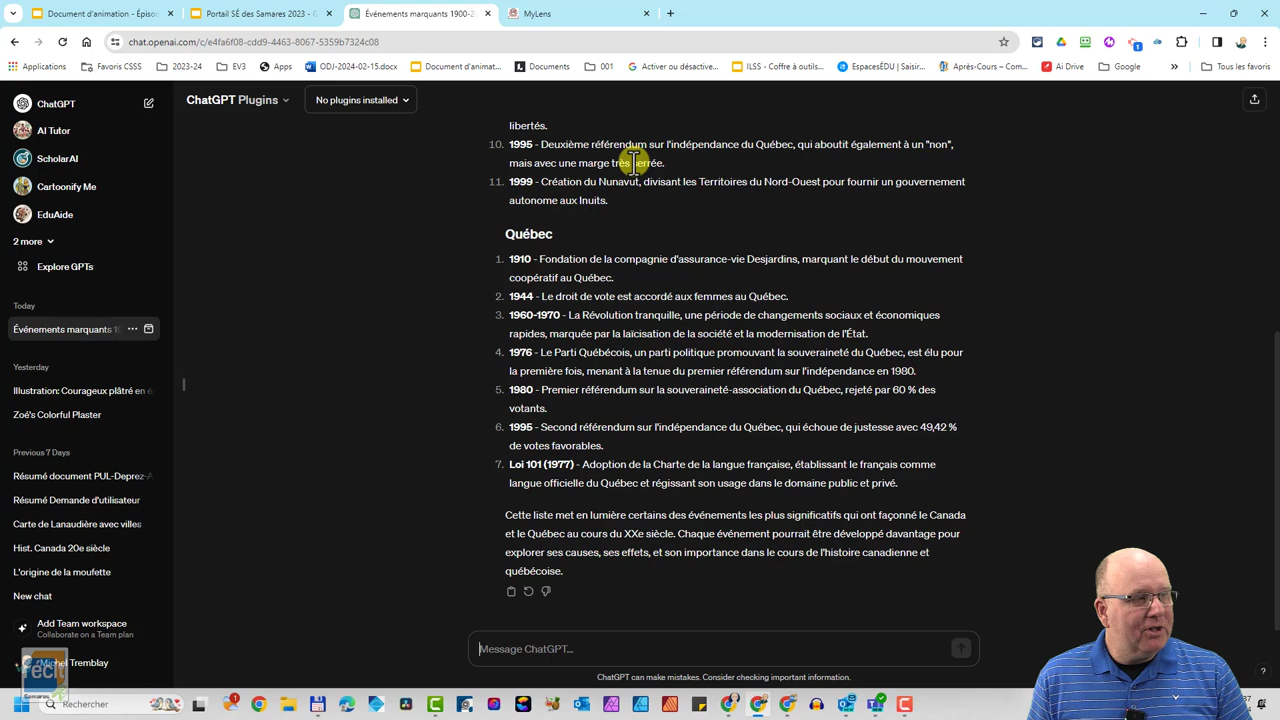 Document d'animation - Épisod
Portail SÉ des Samares 2023 - G
Événements marquants 1900-2
MyLens
chat.openai.com/c/e4fa6f08-cdd9-4463-8067-5359b7324c08
Applications
Favoris CSSS
2023-24
EV3
Apps
ODJ-2024-02-15.docx
Document d'animat...
Documents
001
Activer ou désactive...
ILSS - Coffre à outils...
EspacesÉDU | Saisir...
Après-Cours – Com...
Ai Drive
Google
Tous les favoris
ChatGPT
ChatGPT Plugins
No plugins installed
AI Tutor
ScholarAI
Cartoonify Me
EduAide
2 more
Explore GPTs
Today
Événements marquants 19
Yesterday
Illustration: Courageux plâtré en é
Zoé's Colorful Plaster
Previous 7 Days
Résumé document PUL-Deprez-A
Résumé Demande d'utilisateur
Carte de Lanaudière avec villes
Hist. Canada 20e siècle
L'origine de la moufette
New chat
Add Team workspace
Collaborate on a Team plan
Michel Tremblay
récit
Samares
libertés.
10. 1995 - Deuxième référendum sur l'indépendance du Québec, qui aboutit également à un "non",
mais avec une marge très serrée.
11. 1999 - Création du Nunavut, divisant les Territoires du Nord-Ouest pour fournir un gouvernement
autonome aux Inuits.
Québec
1. 1910 - Fondation de la compagnie d'assurance-vie Desjardins, marquant le début du mouvement
coopératif au Québec.
2. 1944 - Le droit de vote est accordé aux femmes au Québec.
3. 1960-1970 - La Révolution tranquille, une période de changements sociaux et économiques
rapides, marquée par la laïcisation de la société et la modernisation de l'État.
4. 1976 - Le Parti Québécois, un parti politique promouvant la souveraineté du Québec, est élu pour
la première fois, menant à la tenue du premier référendum sur l'indépendance en 1980.
5. 1980 - Premier référendum sur la souveraineté-association du Québec, rejeté par 60 % des
votants.
6. 1995 - Second référendum sur l'indépendance du Québec, qui échoue de justesse avec 49,42 %
de votes favorables.
7. Loi 101 (1977) - Adoption de la Charte de la langue française, établissant le français comme
langue officielle du Québec et régissant son usage dans le domaine public et privé.
Cette liste met en lumière certains des événements les plus significatifs qui ont façonné le Canada
et le Québec au cours du XXe siècle. Chaque événement pourrait être développé davantage pour
explorer ses causes, ses effets, et son importance dans le cours de l'histoire canadienne et
québécoise.
Message ChatGPT...
ChatGPT can make mistakes. Consider checking important information.
Rechercher